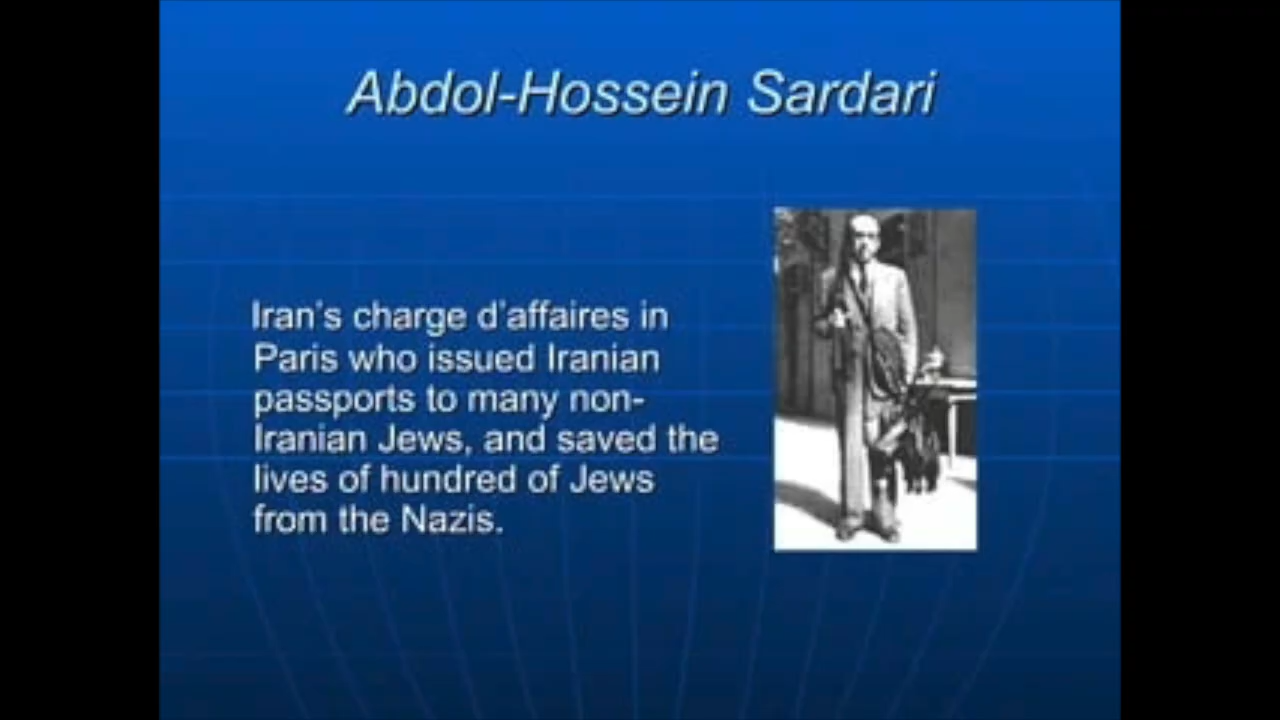 Abdol-Hossein Sardari
Iran's charge d'affaires in
Paris who issued Iranian
passports to many non-
Iranian Jews, and saved the
lives of hundred of Jews
from the Nazis.